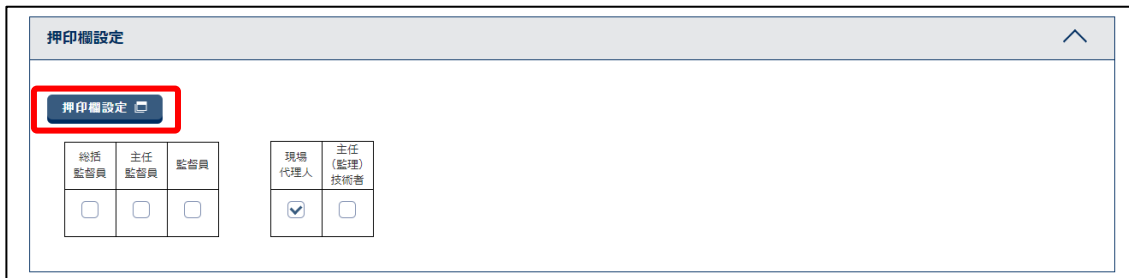 押印欄設定
押印欄設定
総括
監督員
主任
監督員
監督員
現場
代理人
主任
(監理)
技術者